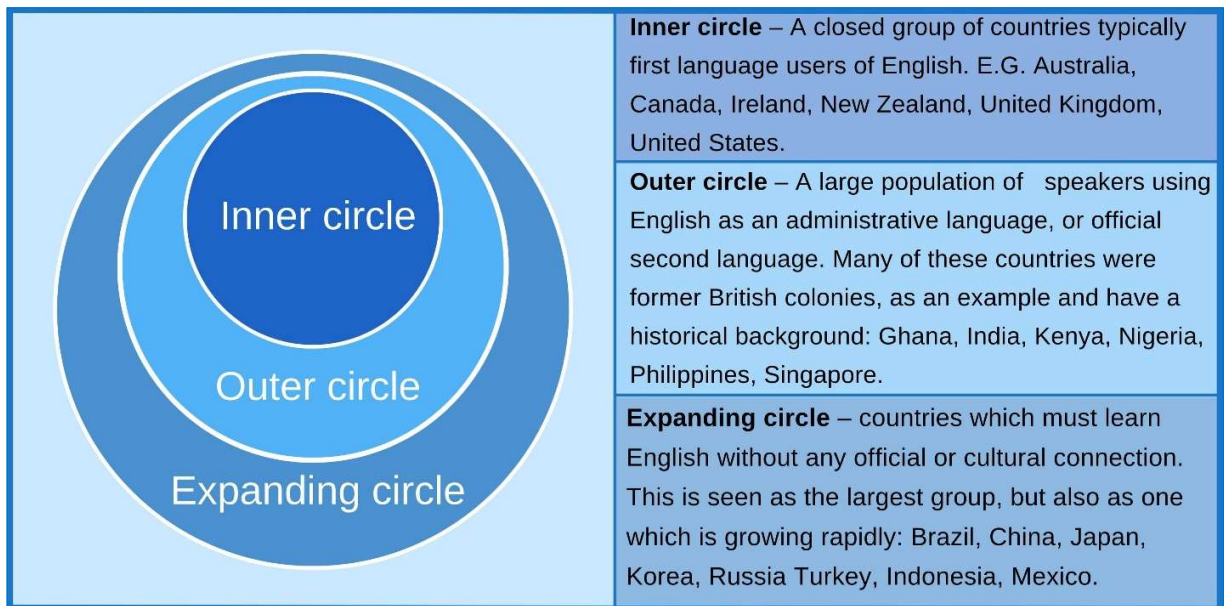 Inner circle
Outer circle
Expanding circle
Inner circle – A closed group of countries typically
first language users of English. E.G. Australia,
Canada, Ireland, New Zealand, United Kingdom,
United States.
Outer circle – A large population of speakers using
English as an administrative language, or official
second language. Many of these countries were
former British colonies, as an example and have a
historical background: Ghana, India, Kenya, Nigeria,
Philippines, Singapore.
Expanding circle – countries which must learn
English without any official or cultural connection.
This is seen as the largest group, but also as one
which is growing rapidly: Brazil, China, Japan,
Korea, Russia Turkey, Indonesia, Mexico.